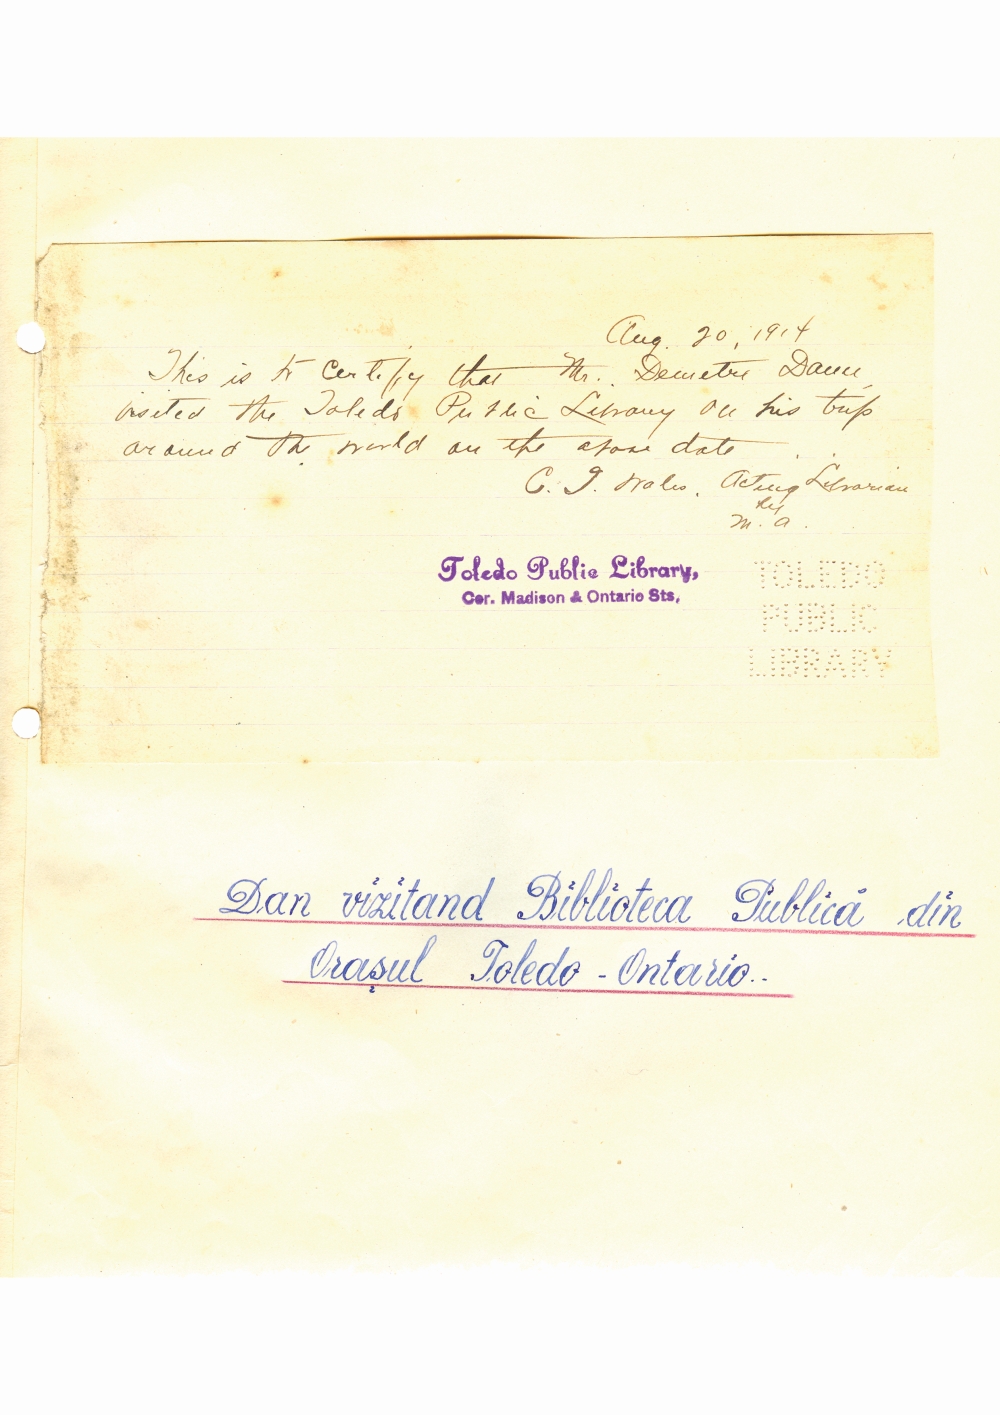 Aug. 20, 1914
This is to certify that Mr. Demetre Dann
visited the Toledo Public Library on his trip
around the world on the above date
C. J. Acting Librarian
by
M. A.
Toledo Public Library,
Cor. Madison & Ontario Sts,
TOLEDO
PUBLIC
LIBRARY
Dan vizitand Biblioteca Publică din
Orașul Toledo - Ontario..